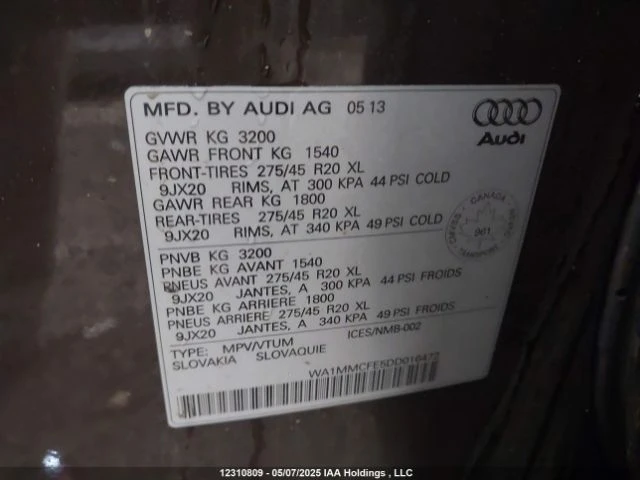 MFD. BY AUDI AG 05 13
Audi
GVWR KG 3200
GAWR FRONT KG 1540
FRONT-TIRES 275/45 R20 XL
9JX20 RIMS, AT 300 KPA 44 PSI COLD
GAWR REAR KG 1800
REAR-TIRES 275/45 R20 XL
9JX20 RIMS, AT 340 KPA 49 PSI COLD
CANADA
961
TRANSPORT
PNVB KG 3200
PNBE KG AVANT 1540
PNEUS AVANT 275/45 R20 XL
9JX20 JANTES, A 300 KPA 44 PSI FROIDS
PNBE KG ARRIERE 1800
PNEUS ARRIERE 275/45 R20 XL
9JX20 JANTES, A 340 KPA 49 PSI FROIDS
TYPE: MPV/VTUM ICES/NMB-002
SLOVAKIA SLOVAQUIE
WA1MMCFE5DD010472
12310809 - 05/07/2025 IAA Holdings , LLC